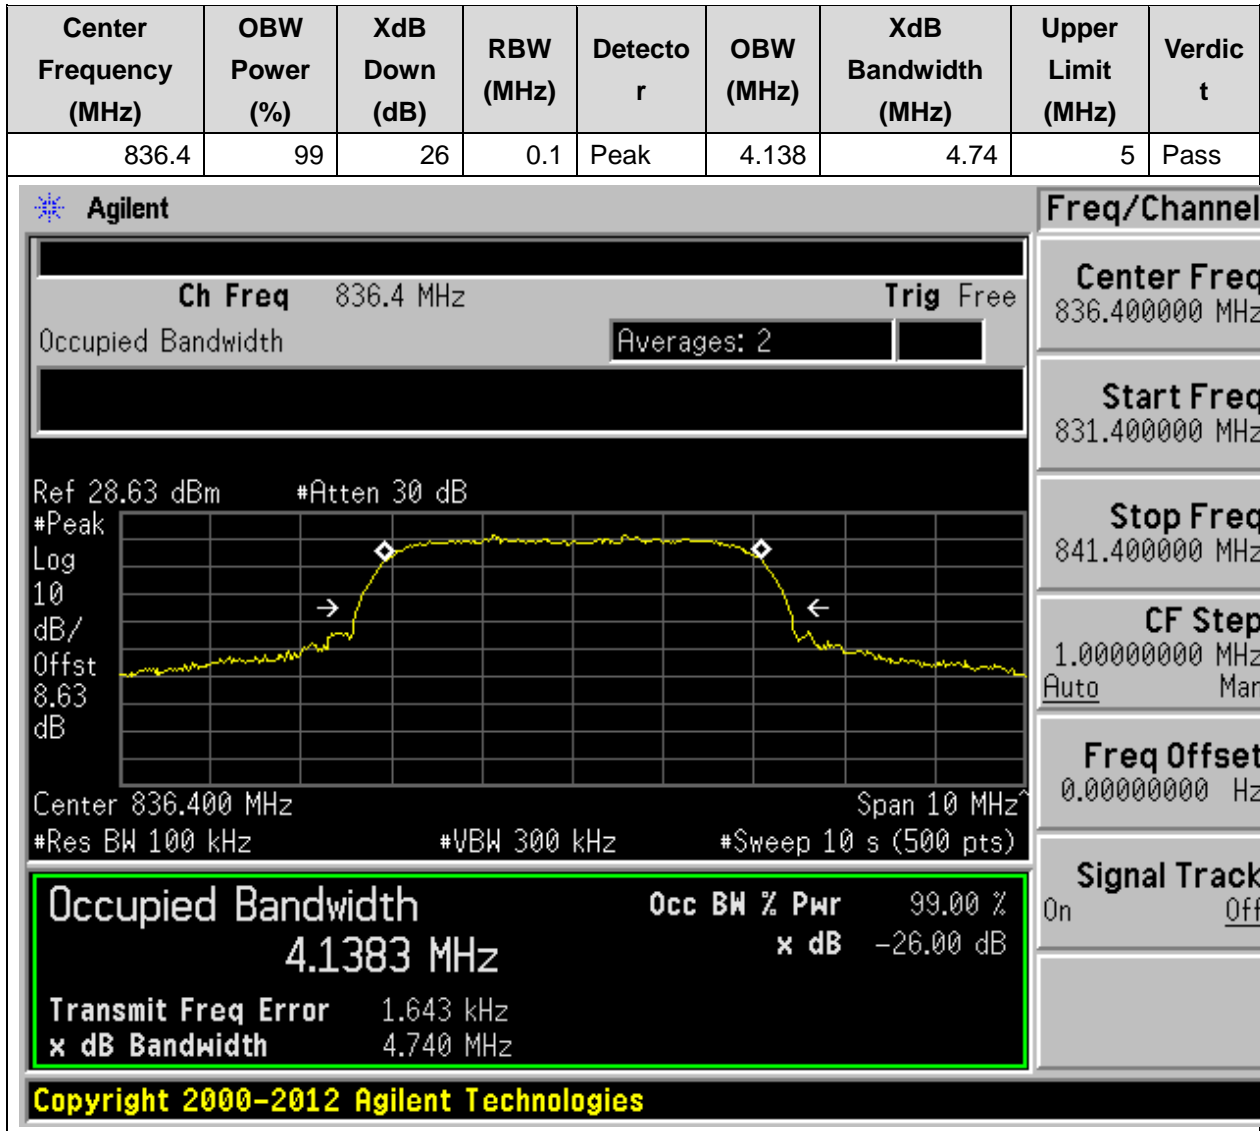 Center Frequency (MHz) OBW Power (%) XdB Down (dB) RBW (MHz) Detector OBW (MHz) XdB Bandwidth (MHz) Upper Limit (MHz) Verdict
836.4 99 26 0.1 Peak 4.138 4.74 5 Pass
Agilent
Freq/Channel
Ch Freq 836.4 MHz Trig Free
Occupied Bandwidth Averages: 2
Center Freq
836.400000 MHz
Start Freq
831.400000 MHz
Stop Freq
841.400000 MHz
CF Step
1.00000000 MHz
Auto Man
Freq Offset
0.00000000 Hz
Signal Track
On Off
Ref 28.63 dBm #Atten 30 dB
#Peak
Log
10
dB/
Offst
8.63
dB
Center 836.400 MHz Span 10 MHz^
#Res BW 100 kHz #VBW 300 kHz #Sweep 10 s (500 pts)
Occupied Bandwidth Occ BW % Pwr 99.00 %
4.1383 MHz x dB -26.00 dB
Transmit Freq Error 1.643 kHz
x dB Bandwidth 4.740 MHz
Copyright 2000-2012 Agilent Technologies